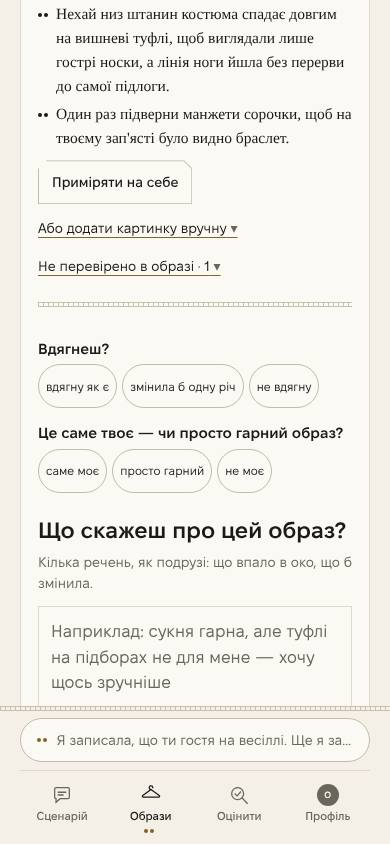 Нехай низ штанин костюма спадає довгим
на вишневі туфлі, щоб виглядали лише
гострі носки, а лінія ноги йшла без перерви
до самої підлоги.
Один раз підверни манжети сорочки, щоб на
твоєму зап'ясті було видно браслет.
Приміряти на себе
Або додати картинку вручну ▾
Не перевірено в образі · 1 ▾
Вдягнеш?
вдягну як є
змінила б одну річ
не вдягну
Це саме твоє — чи просто гарний образ?
саме моє
просто гарний
не моє
Що скажеш про цей образ?
Кілька речень, як подрузі: що впало в око, що б
змінила.
Наприклад: сукня гарна, але туфлі
на підборах не для мене — хочу
щось зручніше
Я записала, що ти гостя на весіллі. Ще я за...
Сценарій
Образи
Оцінити
О
Профіль